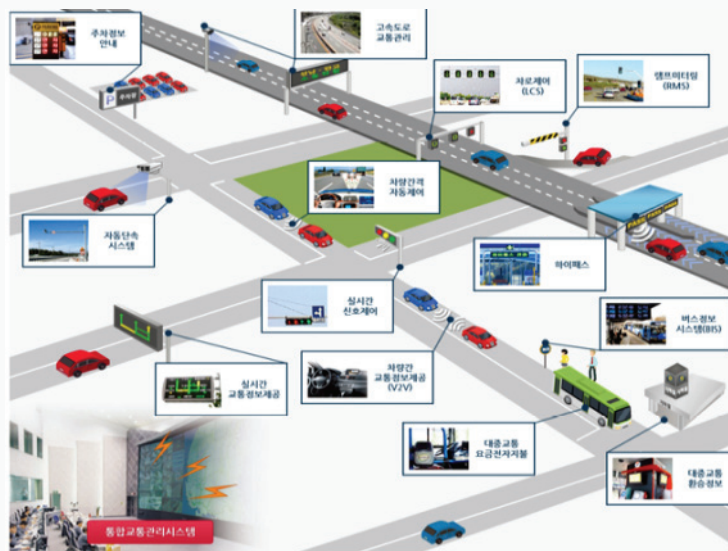 주차정보
안내
고속도로
교통관리
차로제어
(LCS)
램프미터링
(RMS)
P
주차장
차량간격
자동제어
자동단속
시스템
하이패스
실시간
신호제어
버스정보
시스템(BIS)
실시간
교통정보제공
차량간
교통정보제공
(V2V)
대중교통
요금전자지불
대중교통
환승정보
통합교통관리시스템